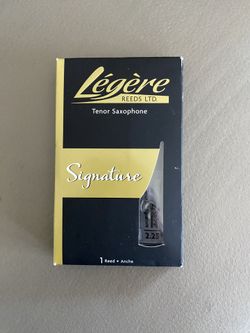 Légère
REEDS LTD.
Tenor Saxophone
Signature
2.25
1 Reed • Anche